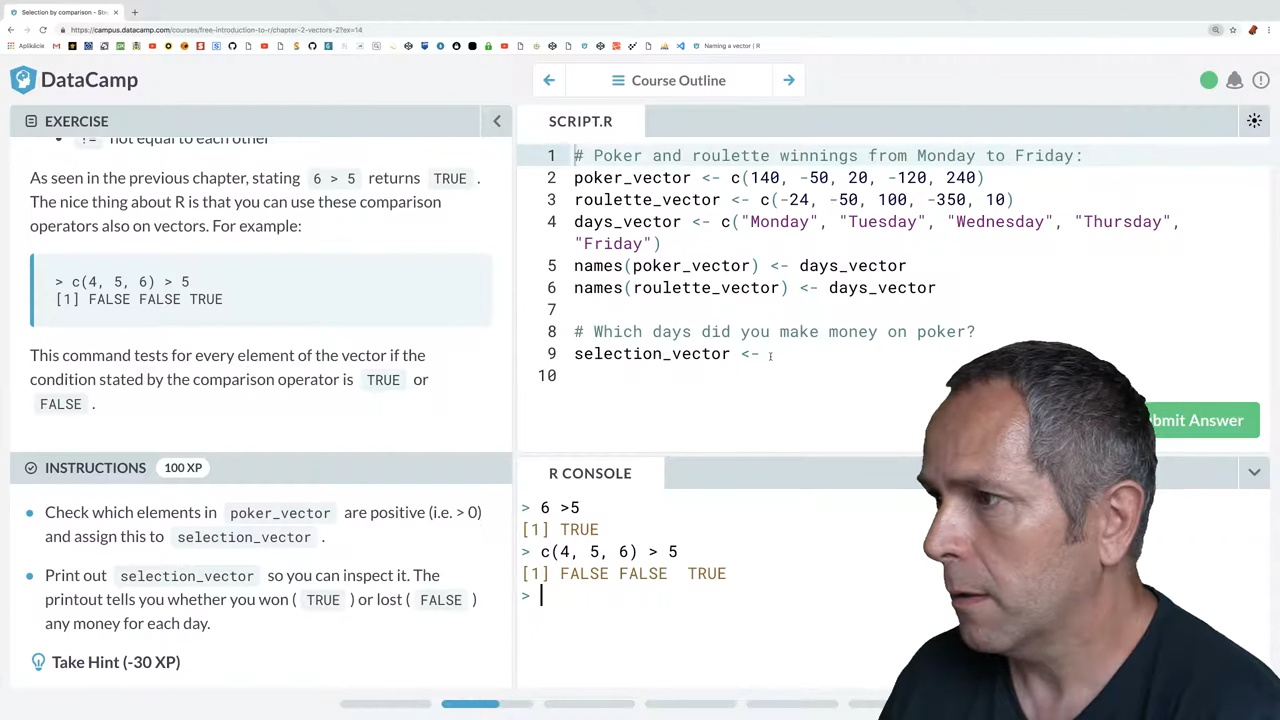 Selection by comparison - Ste
https://campus.datacamp.com/courses/free-introduction-to-r/chapter-2-vectors-2?ex=14
Aplikácie
Naming a vector | R
DataCamp
Course Outline
EXERCISE
!= not equal to each other
As seen in the previous chapter, stating 6 > 5 returns TRUE .
The nice thing about R is that you can use these comparison
operators also on vectors. For example:
> c(4, 5, 6) > 5
[1] FALSE FALSE TRUE
This command tests for every element of the vector if the
condition stated by the comparison operator is TRUE or
FALSE .
INSTRUCTIONS 100 XP
Check which elements in poker_vector are positive (i.e. > 0)
and assign this to selection_vector .
Print out selection_vector so you can inspect it. The
printout tells you whether you won ( TRUE ) or lost ( FALSE )
any money for each day.
Take Hint (-30 XP)
SCRIPT.R
1 # Poker and roulette winnings from Monday to Friday:
2 poker_vector <- c(140, -50, 20, -120, 240)
3 roulette_vector <- c(-24, -50, 100, -350, 10)
4 days_vector <- c("Monday", "Tuesday", "Wednesday", "Thursday",
"Friday")
5 names(poker_vector) <- days_vector
6 names(roulette_vector) <- days_vector
7
8 # Which days did you make money on poker?
9 selection_vector <-
10
bmit Answer
R CONSOLE
> 6 >5
[1] TRUE
> c(4, 5, 6) > 5
[1] FALSE FALSE  TRUE
>